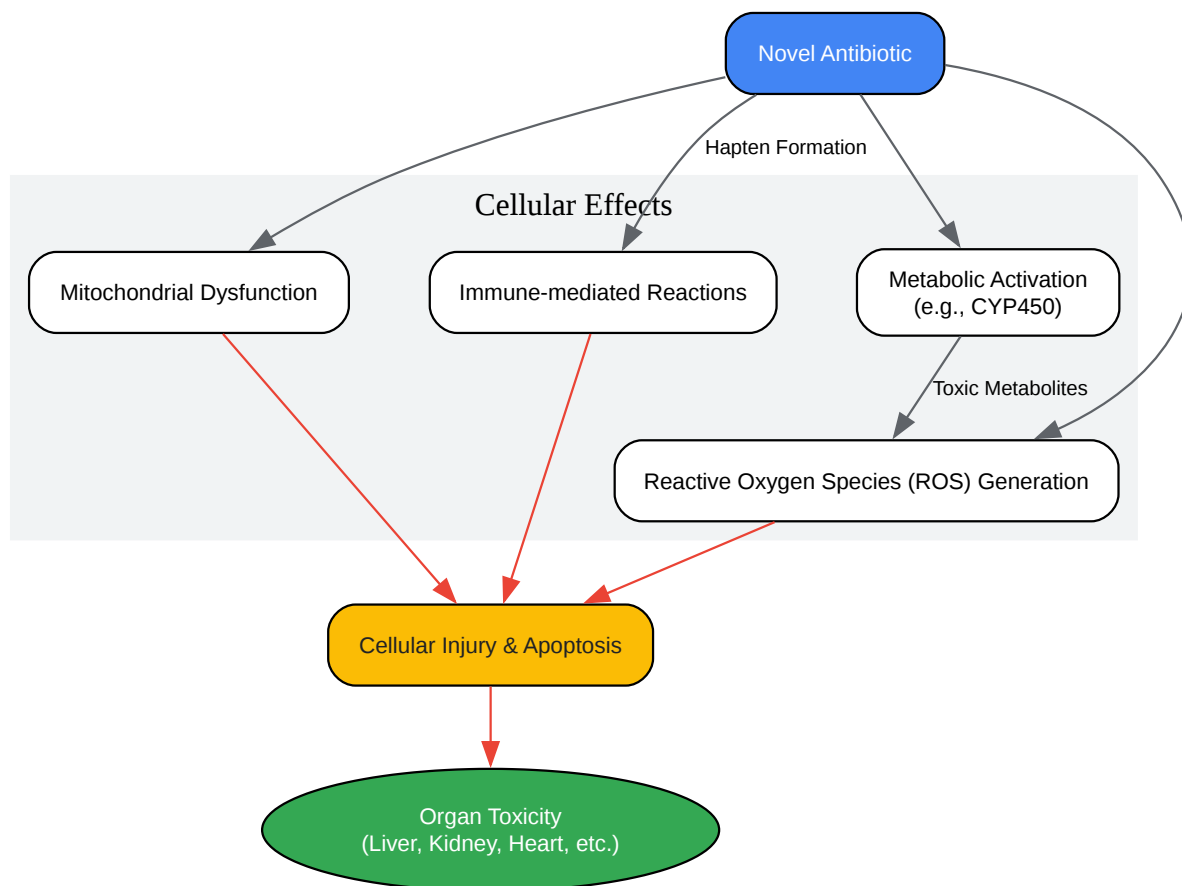 Novel Antibiotic
Hapten Formation
Cellular Effects
Mitochondrial Dysfunction
Immune-mediated Reactions
Metabolic Activation
(e.g., CYP450)
Toxic Metabolites
Reactive Oxygen Species (ROS) Generation
Cellular Injury & Apoptosis
Organ Toxicity
(Liver, Kidney, Heart, etc.)